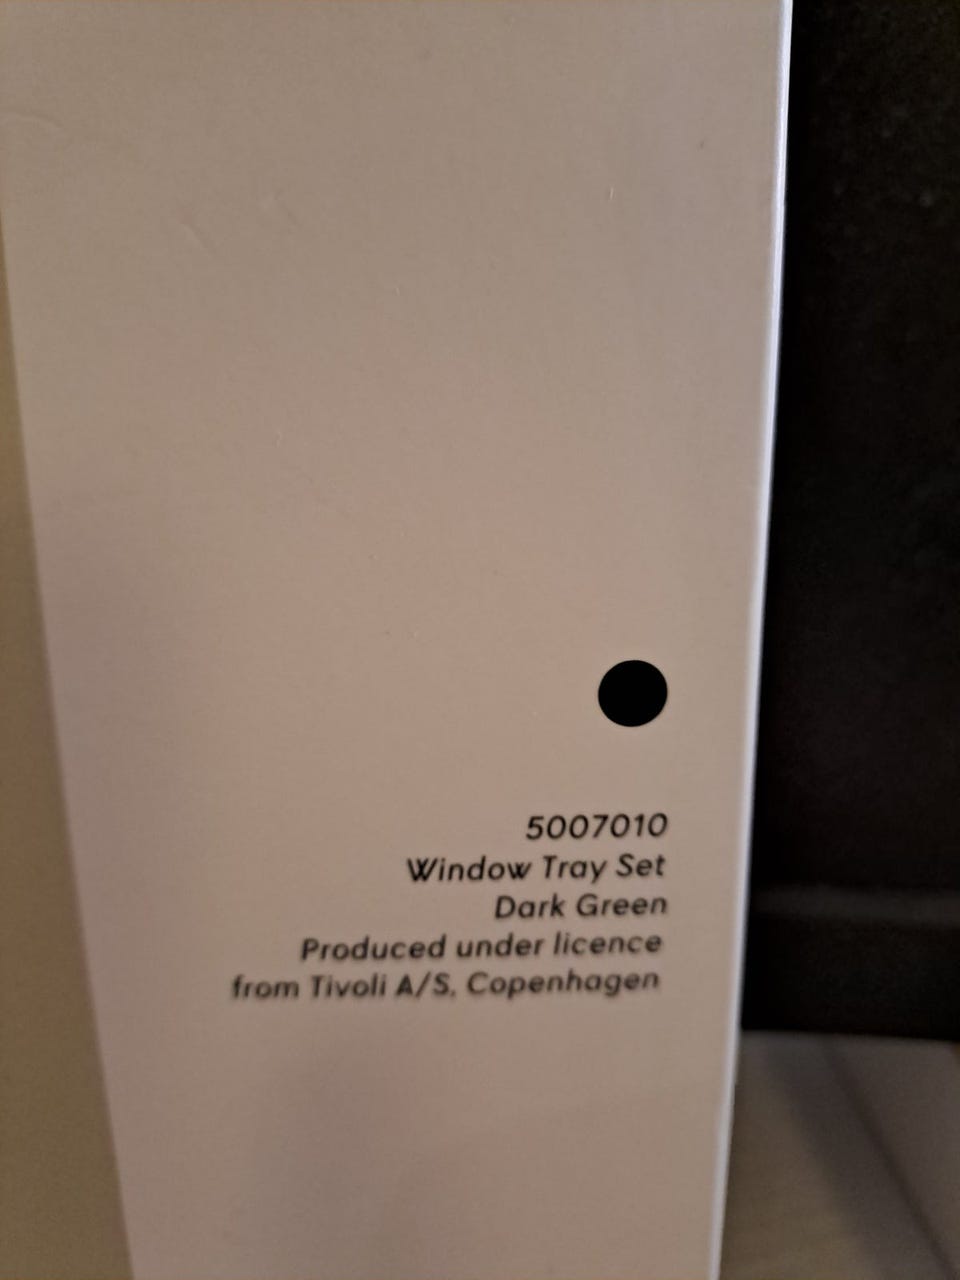 5007010
Window Tray Set
Dark Green
Produced under licence
from Tivoli A/S, Copenhagen